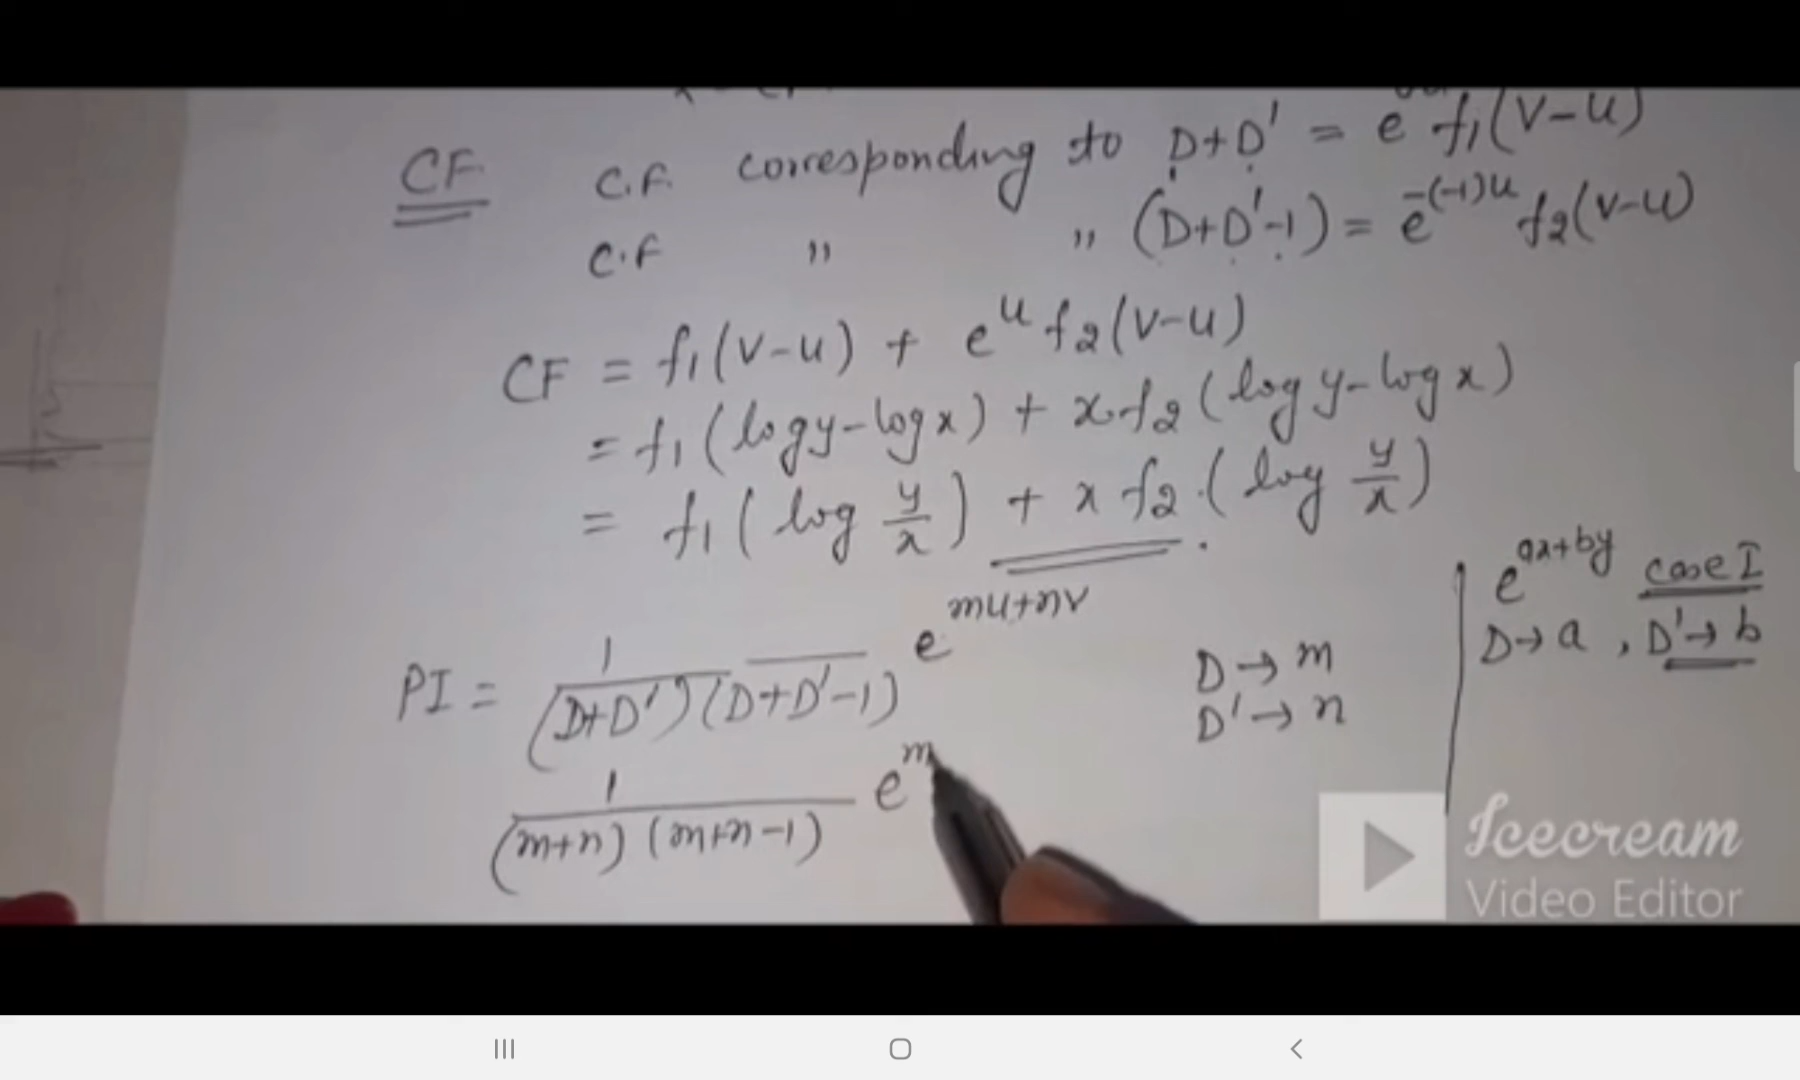 CF C.F. corresponding to D+D' = e f1(V-u)
C.F " " (D+D'-1) = e^-(-1)u f2(V-u)
CF = f1(V-u) + e^u f2(V-u)
= f1(log y - log x) + x f2(log y - log x)
= f1(log y/x) + x f2.(log y/x).
PI = 1/(D+D')(D+D'-1) e^mu+nv
D→m
D'→n
1/(m+n)(m+n-1) e^m
e^ax+by case I
D→a, D'→b
Icecream
Video Editor